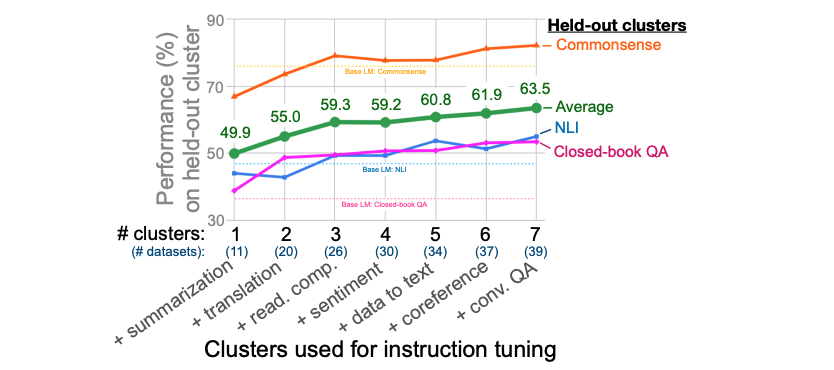 90
70
50
30
Performance (%)
on held-out cluster
Held-out clusters
Commonsense
Average
NLI
Closed-book QA
Base LM: Commonsense
Base LM: NLI
Base LM: Closed-book QA
49.9 55.0 59.3 59.2 60.8 61.9 63.5
# clusters: 1 2 3 4 5 6 7
(# datasets): (11) (20) (26) (30) (34) (37) (39)
+ summarization
+ translation
+ read. comp.
+ sentiment
+ data to text
+ coreference
+ conv. QA
Clusters used for instruction tuning